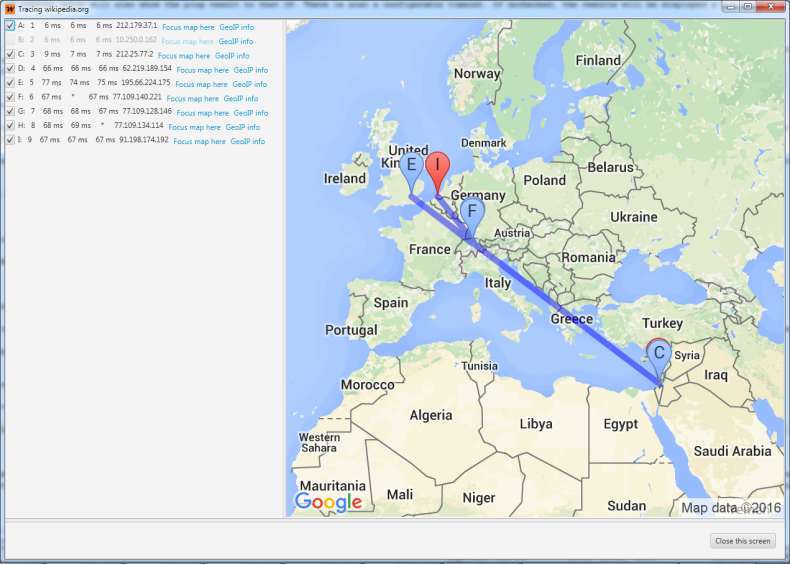 Tracing wikipedia.org
A: 1 6 ms 6 ms 6 ms 212.179.37.1 Focus map here GeoIP info
B: 2 6 ms 6 ms 6 ms 10.250.0.162 Focus map here GeoIP info
C: 3 9 ms 7 ms 7 ms 212.25.77.2 Focus map here GeoIP info
D: 4 66 ms 66 ms 66 ms 62.219.189.154 Focus map here GeoIP info
E: 5 77 ms 74 ms 75 ms 195.66.224.175 Focus map here GeoIP info
F: 6 67 ms * 67 ms 77.109.140.221 Focus map here GeoIP info
G: 7 68 ms 68 ms 67 ms 77.109.128.146 Focus map here GeoIP info
H: 8 68 ms 69 ms * 77.109.134.114 Focus map here GeoIP info
I: 9 67 ms 67 ms 67 ms 91.198.174.192 Focus map here GeoIP info
Finland
Norway
Denmark
United
Kin
E
I
Ireland
Belarus
Poland
Germany
F
Ukraine
Austria
France
Romania
Italy
Spain
Greece
Portugal
Turkey
C
Syria
Tunisia
Iraq
Morocco
Algeria
Libya
Egypt
Western
Sahara
Saudi Arabia
Mauritania
Mali
Niger
Sudan
Google
Map data ©2016
Close this screen